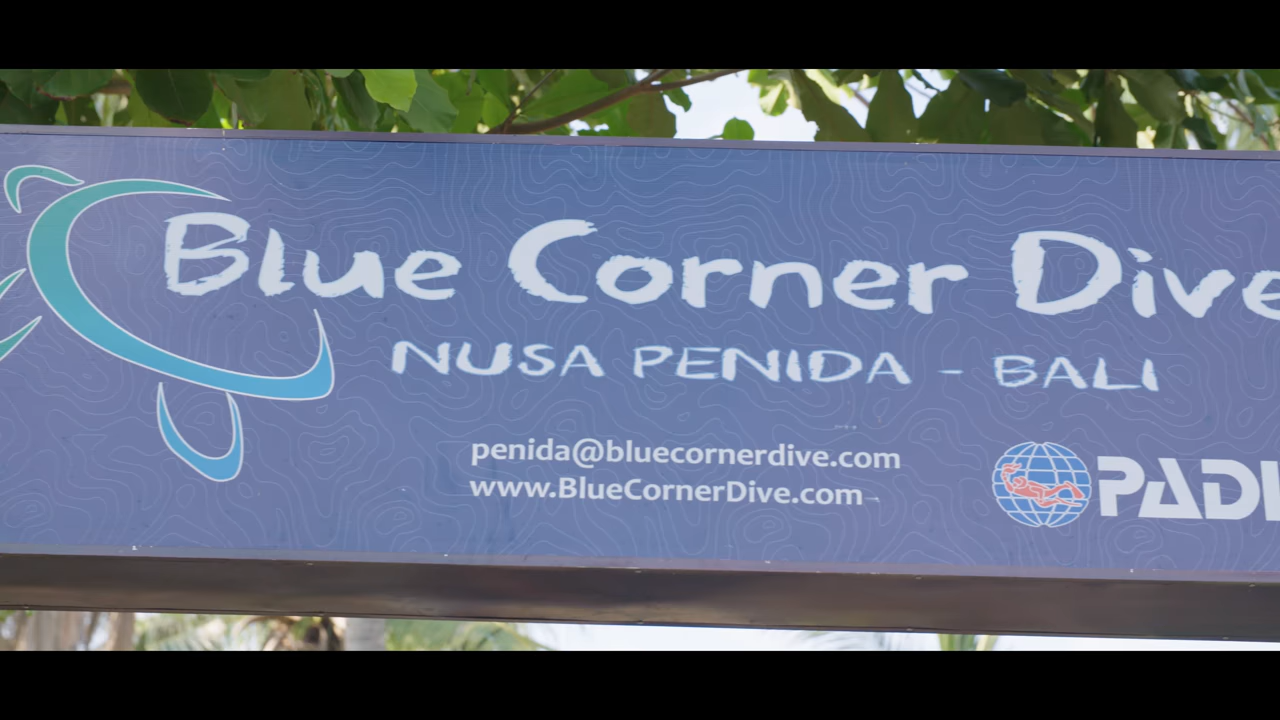 Blue Corner Dive
NUSA PENIDA - BALI
penida@bluecornerdive.com
www.BlueCornerDive.com
PADI